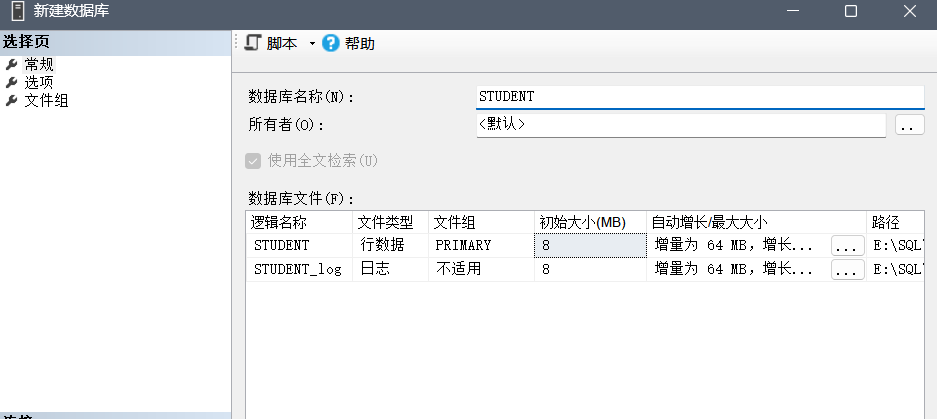 新建数据库
选择页
常规
选项
文件组
脚本 帮助
数据库名称(N):
STUDENT
所有者(O):
<默认>
..
使用全文检索(U)
数据库文件(F):
逻辑名称 文件类型 文件组 初始大小(MB) 自动增长/最大大小 路径
STUDENT 行数据 PRIMARY 8 增量为 64 MB，增长... ... E:\SQL
STUDENT_log 日志 不适用 8 增量为 64 MB，增长... ... E:\SQL